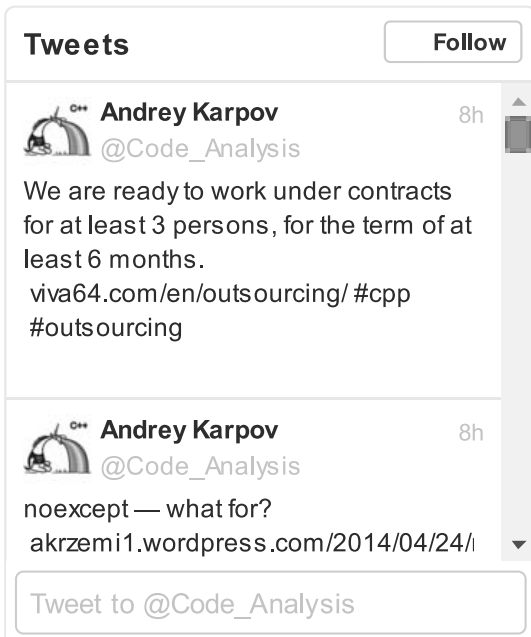 Tweets
Follow
C++
Andrey Karpov
8h
@Code_Analysis
We are ready to work under contracts
for at least 3 persons, for the term of at
least 6 months.
viva64.com/en/outsourcing/ #cpp
#outsourcing
C++
Andrey Karpov
8h
@Code_Analysis
noexcept — what for?
akrzemi1.wordpress.com/2014/04/24/
Tweet to @Code_Analysis